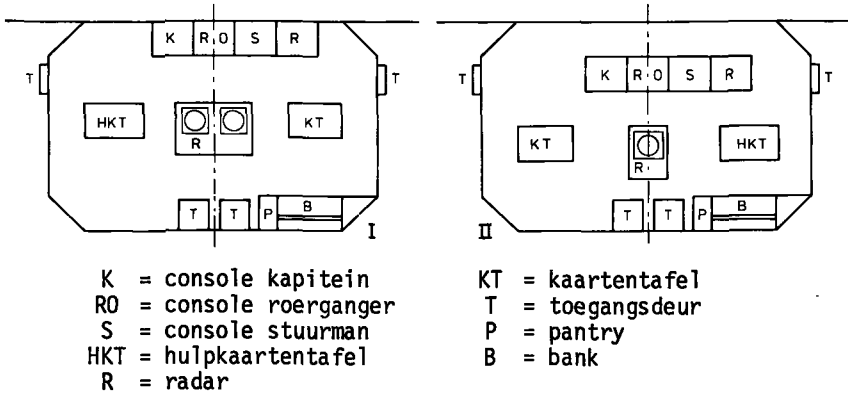 K RO S R
K RO S R
T T
T T
HKT R KT
KT R HKT
T T P B
T T P B
I II
K = console kapitein
RO = console roerganger
S = console stuurman
HKT = hulpkaartentafel
R = radar
KT = kaartentafel
T = toegangsdeur
P = pantry
B = bank